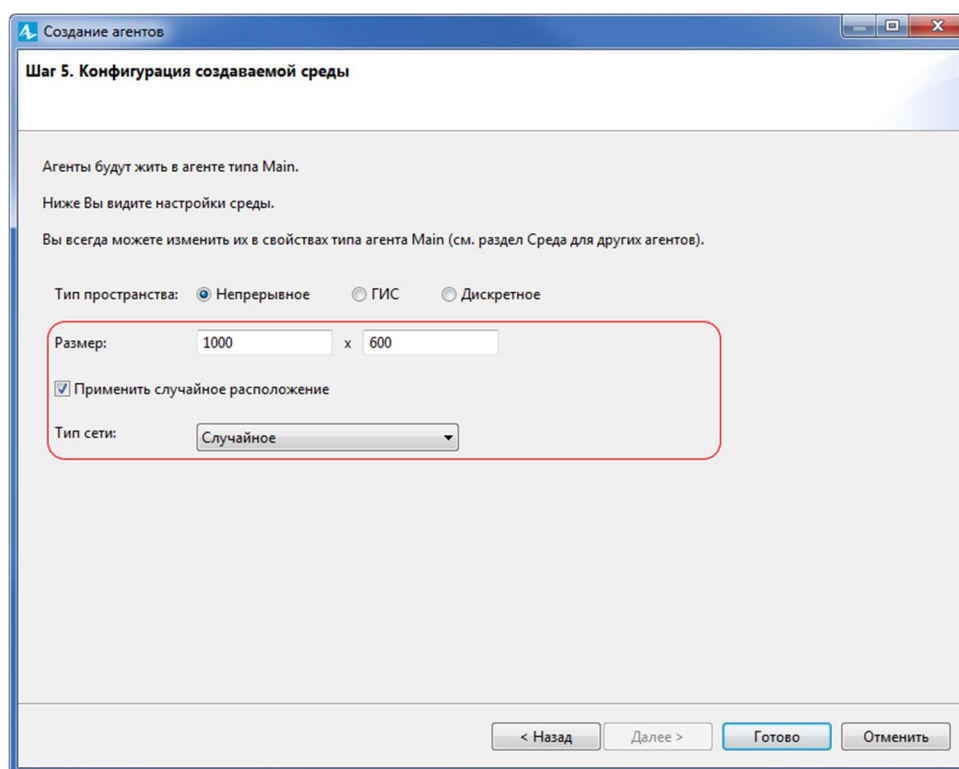 Создание агентов
Шаг 5. Конфигурация создаваемой среды
Агенты будут жить в агенте типа Main.
Ниже Вы видите настройки среды.
Вы всегда можете изменить их в свойствах типа агента Main (см. раздел Среда для других агентов).
Тип пространства: Непрерывное ГИС Дискретное
Размер: 1000 x 600
Применить случайное расположение
Тип сети: Случайное
< Назад Далее > Готово Отменить